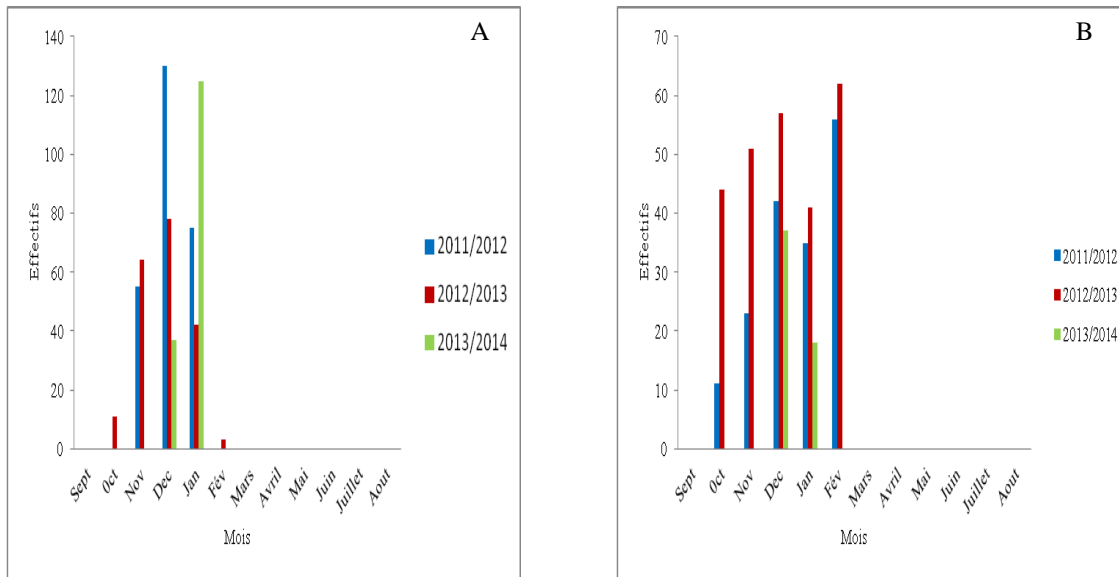 A
140
120
100
80
60
40
20
0
Effectifs
Sept
Oct
Nov
Dec
Jan
Fév
Mars
Avril
Mai
Juin
Juillet
Aout
Mois
2011/2012
2012/2013
2013/2014
B
70
60
50
40
30
20
10
0
Effectifs
Sept
Oct
Nov
Dec
Jan
Fév
Mars
Avril
Mai
Juin
Juillet
Aout
Mois
2011/2012
2012/2013
2013/2014